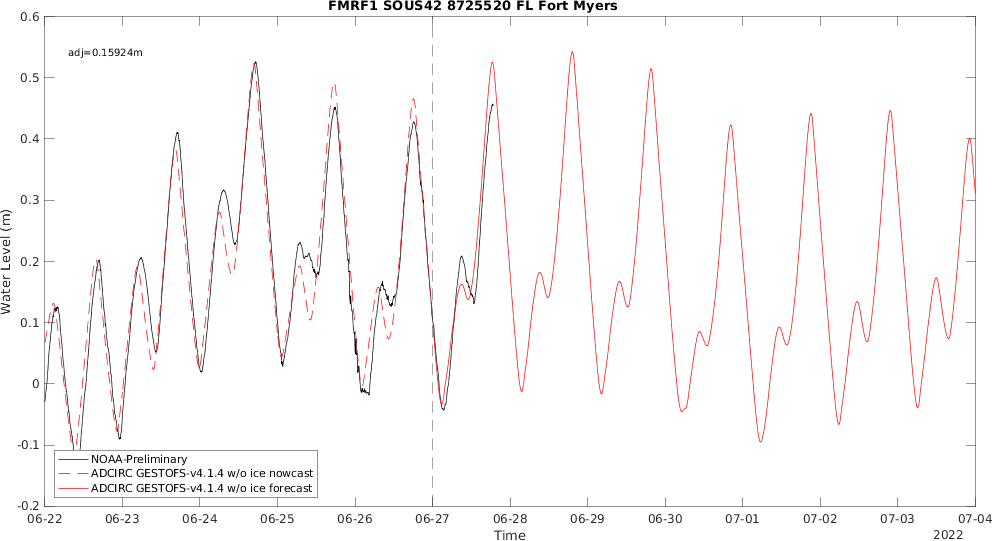 FMRF1 SOUS42 8725520 FL Fort Myers
adj=0.15924m
Water Level (m)
0.6
0.5
0.4
0.3
0.2
0.1
0
-0.1
-0.2
NOAA-Preliminary
ADCIRC GESTOFS-v4.1.4 w/o ice nowcast
ADCIRC GESTOFS-v4.1.4 w/o ice forecast
06-22 06-23 06-24 06-25 06-26 06-27 06-28 06-29 06-30 07-01 07-02 07-03 07-04
Time
2022